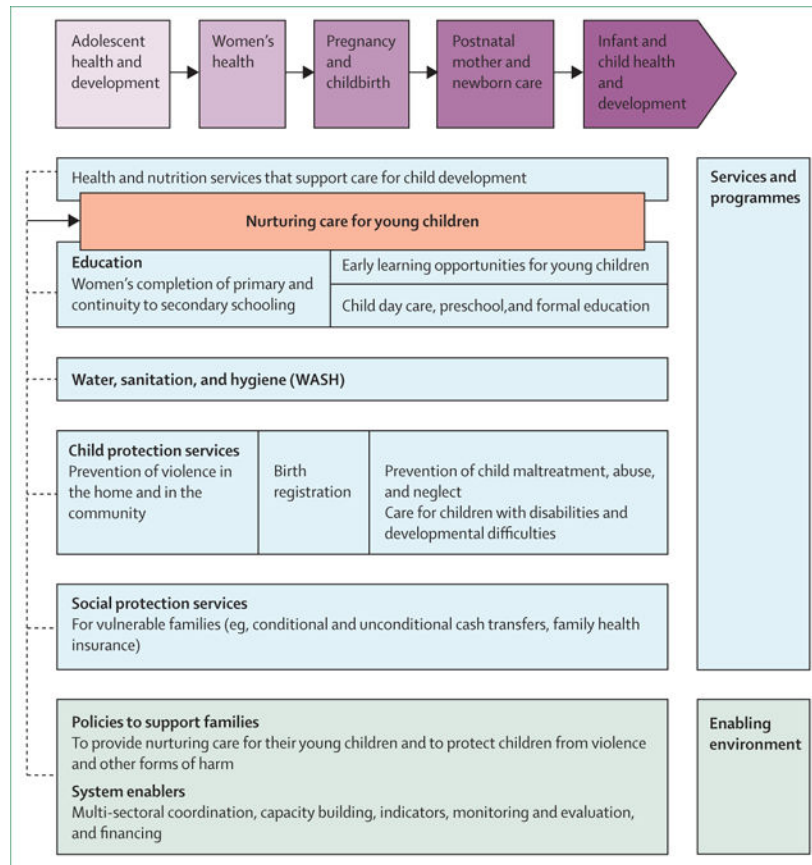 Adolescent
health and
development
Women's
health
Pregnancy
and
childbirth
Postnatal
mother and
newborn care
Infant and
child health
and
development
Health and nutrition services that support care for child development
Nurturing care for young children
Education
Women's completion of primary and
continuity to secondary schooling
Early learning opportunities for young children
Child day care, preschool,and formal education
Water, sanitation, and hygiene (WASH)
Child protection services
Prevention of violence in
the home and in the
community
Birth
registration
Prevention of child maltreatment, abuse,
and neglect
Care for children with disabilities and
developmental difficulties
Social protection services
For vulnerable families (eg, conditional and unconditional cash transfers, family health
insurance)
Services and
programmes
Policies to support families
To provide nurturing care for their young children and to protect children from violence
and other forms of harm
System enablers
Multi-sectoral coordination, capacity building, indicators, monitoring and evaluation,
and financing
Enabling
environment